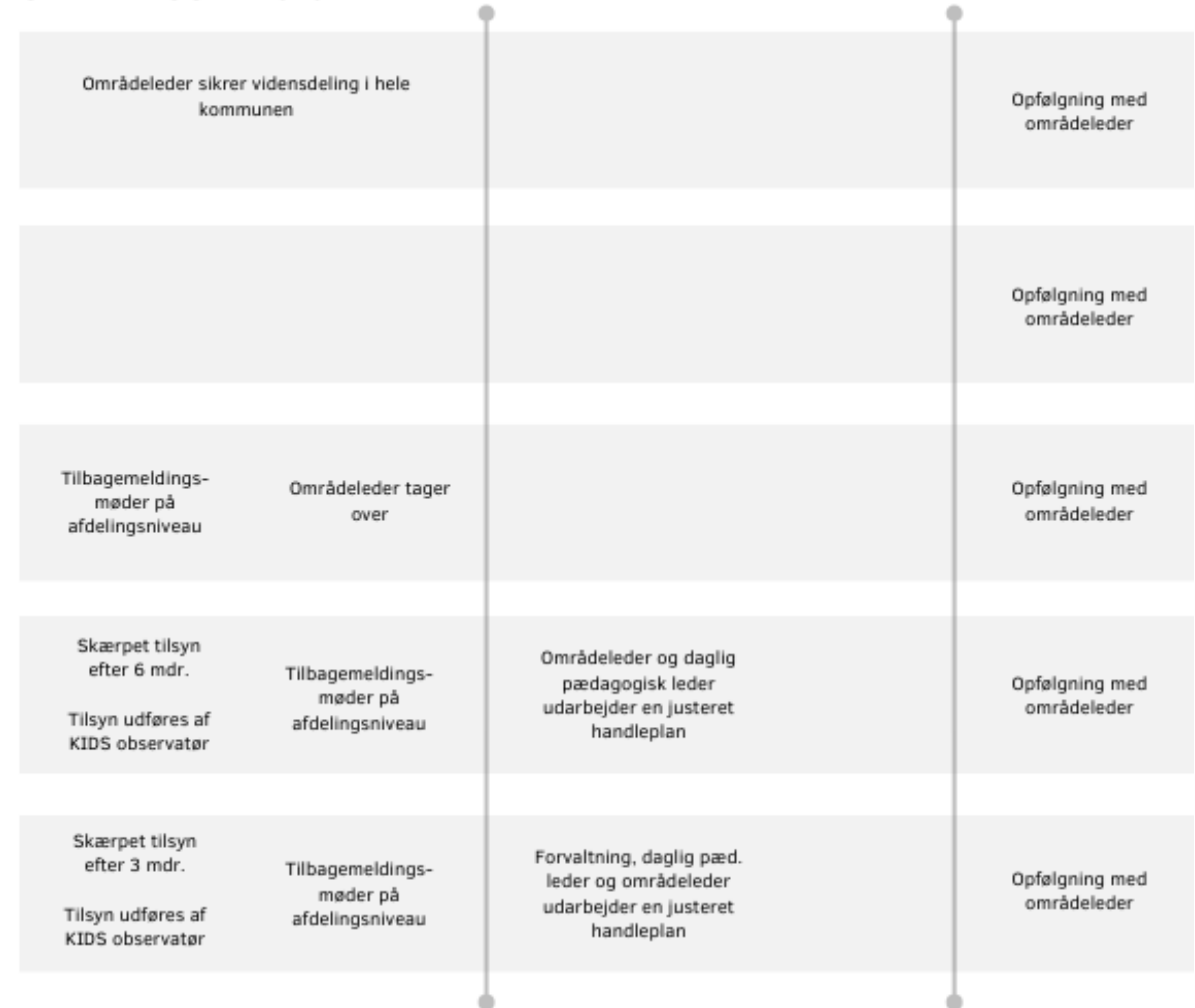 Områdeleder sikrer vidensdeling i hele
kommunen
Opfølgning med
områdeleder
Opfølgning med
områdeleder
Tilbagemeldings-
møder på
afdelingsniveau
Områdeleder tager
over
Opfølgning med
områdeleder
Skærpet tilsyn
efter 6 mdr.
Tilsyn udføres af
KIDS observatør
Tilbagemeldings-
møder på
afdelingsniveau
Områdeleder og daglig
pædagogisk leder
udarbejder en justeret
handleplan
Opfølgning med
områdeleder
Skærpet tilsyn
efter 3 mdr.
Tilsyn udføres af
KIDS observatør
Tilbagemeldings-
møder på
afdelingsniveau
Forvaltning, daglig pæd.
leder og områdeleder
udarbejder en justeret
handleplan
Opfølgning med
områdeleder